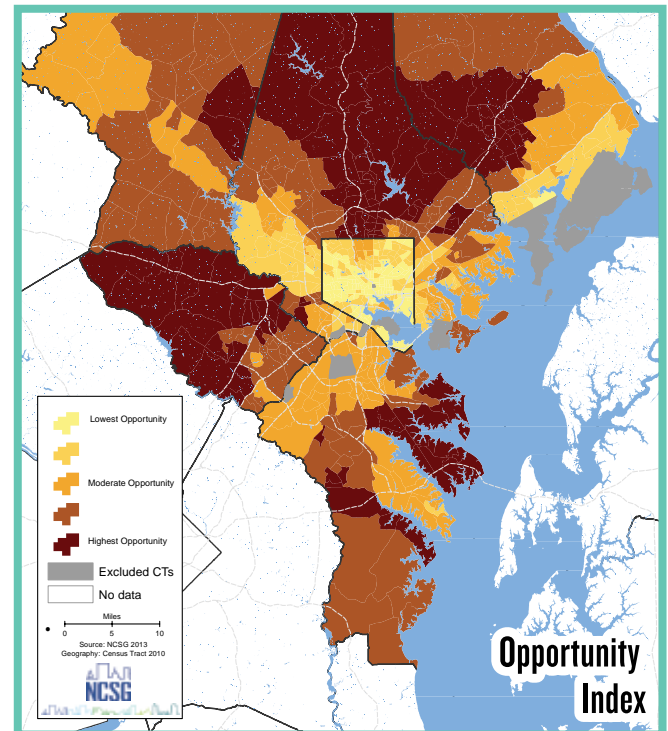 Lowest Opportunity
Moderate Opportunity
Highest Opportunity
Excluded CTs
No data
Miles
0 5 10
Source: NCSG 2013
Geography: Census Tract 2010
NCSG
Opportunity
Index